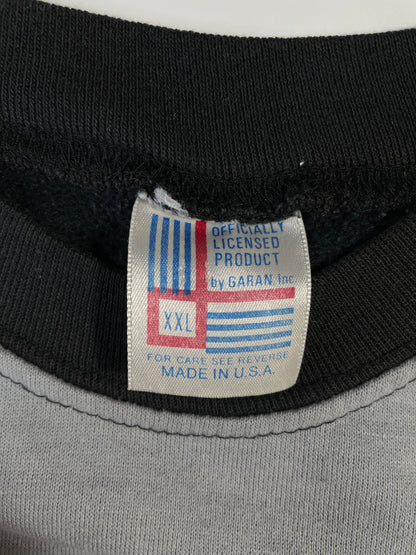 OFFICIALLY
LICENSED
PRODUCT
by GARAN, Inc.
XXL
FOR CARE SEE REVERSE
MADE IN U.S.A.